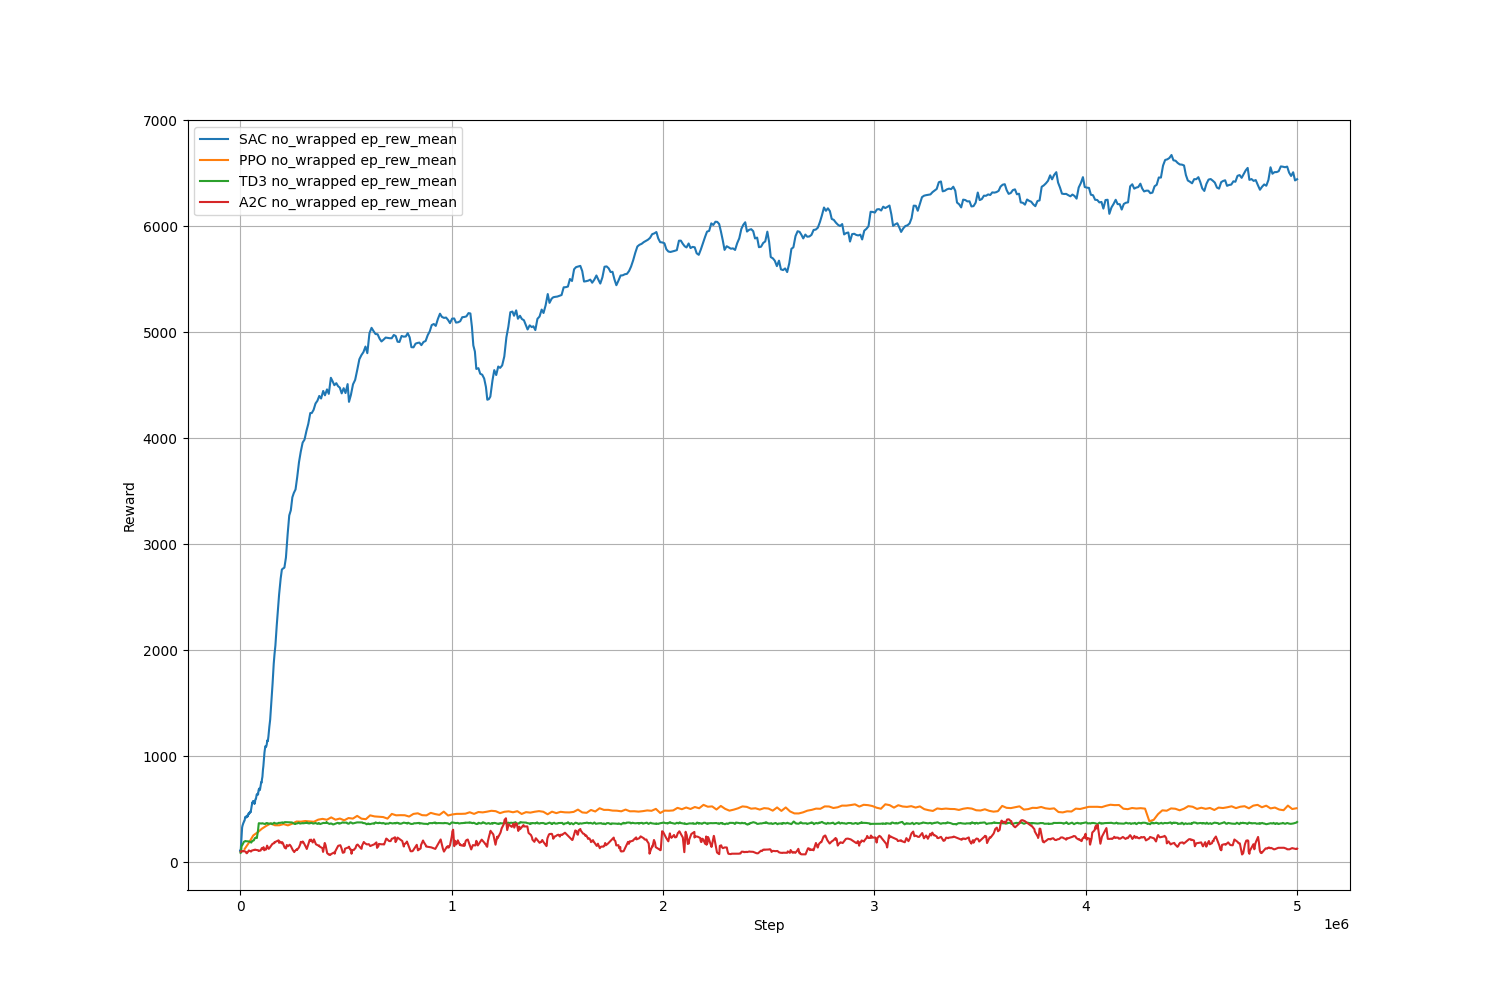 SAC no_wrapped ep_rew_mean
PPO no_wrapped ep_rew_mean
TD3 no_wrapped ep_rew_mean
A2C no_wrapped ep_rew_mean
7000
6000
5000
4000
3000
2000
1000
0
Reward
0 1 2 3 4 5
Step
1e6